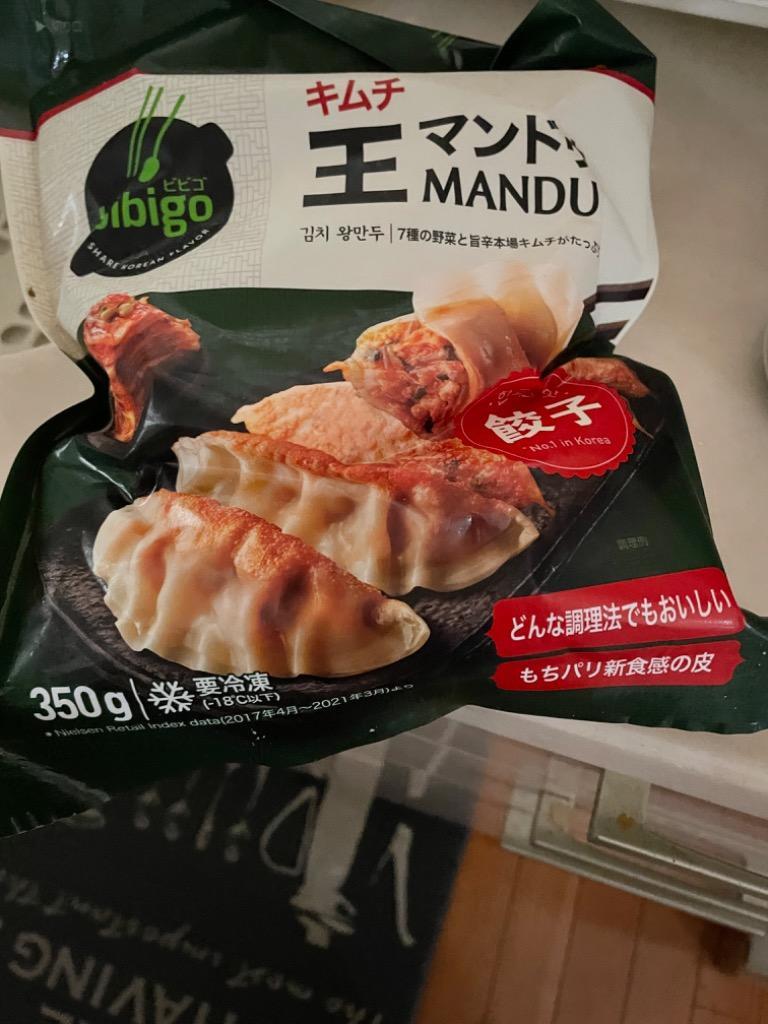 キムチ
王マンドゥ
MANDU
ビビゴ
bibigo
SHARE KOREAN FLAVOR
김치 왕만두 | 7種の野菜と旨辛本場キムチがたっぷ
餃子
No.1 in Korea
調理例
どんな調理法でもおいしい
もちパリ新食感の皮
350g 要冷凍
(-18℃以下)
* Nielsen Retail Index data(2017年4月〜2021年3月)より
HAVING
The most important